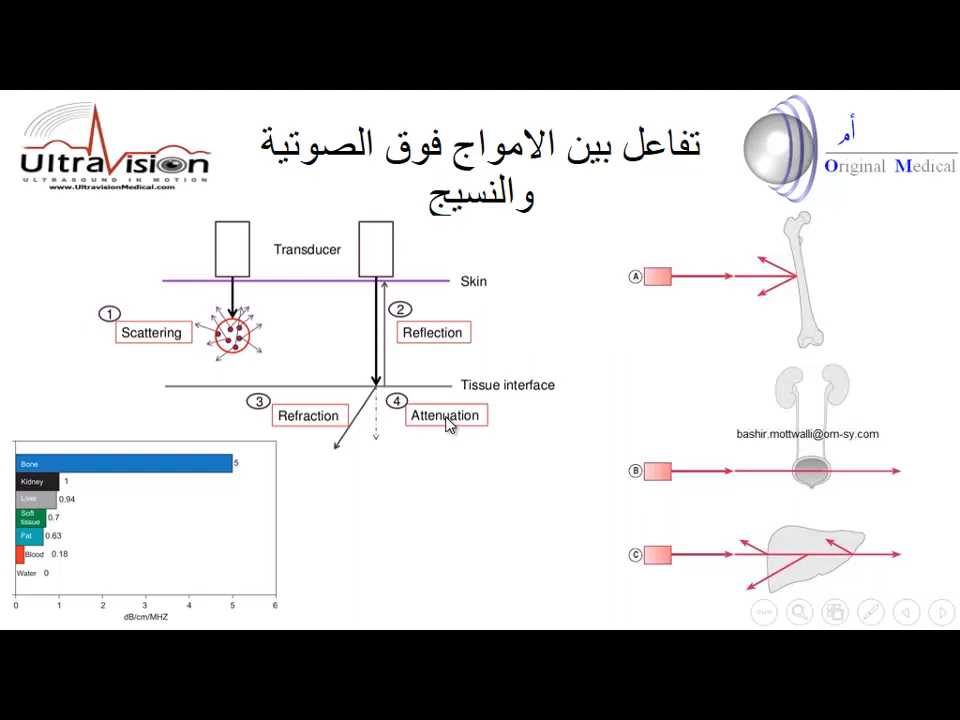 UltraVision
ULTRASOUND IN MOTION
www.UltravisionMedical.com
تفاعل بين الامواج فوق الصوتية
والنسيج
أم
Original Medical
Transducer
Skin
1
Scattering
2
Reflection
Tissue interface
3
Refraction
4
Attenuation
Bone 5
Kidney 1
Liver 0.94
Soft
tissue 0.7
Fat 0.63
Blood 0.18
Water 0
0 1 2 3 4 5 6
dB/cm/MHZ
A
bashir.mottwalli@om-sy.com
B
C